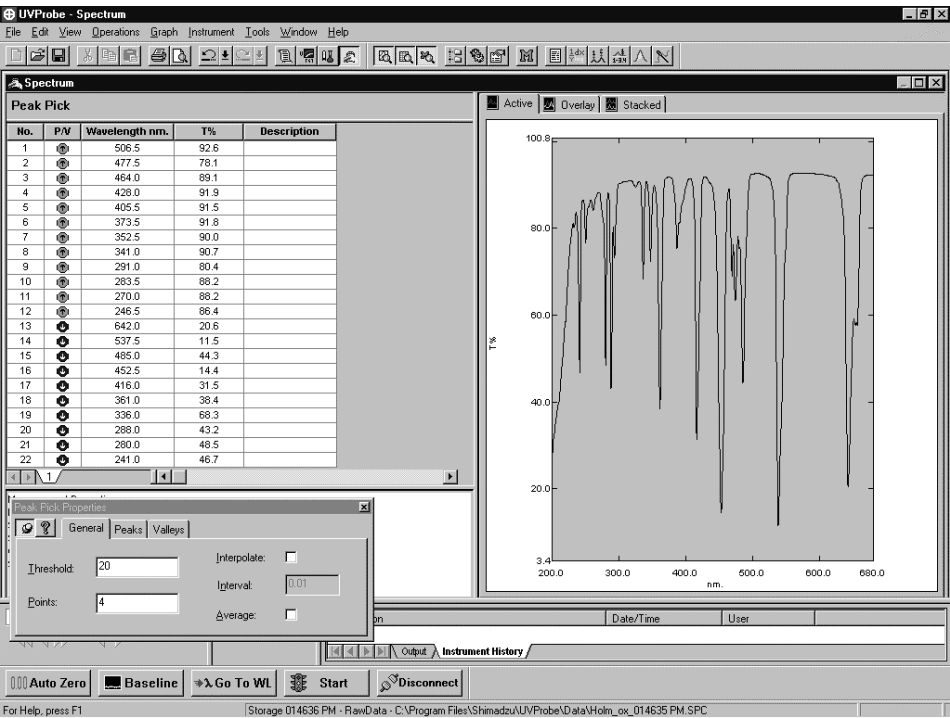 UVProbe - Spectrum
File Edit View Operations Graph Instrument Tools Window Help
Spectrum
Peak Pick
No. P/V Wavelength nm. T% Description
1 506.5 92.6
2 477.5 78.1
3 464.0 89.1
4 428.0 91.9
5 405.5 91.5
6 373.5 91.8
7 352.5 90.0
8 341.0 90.7
9 291.0 80.4
10 283.5 88.2
11 270.0 88.2
12 246.5 86.4
13 642.0 20.6
14 537.5 11.5
15 485.0 44.3
16 452.5 14.4
17 416.0 31.5
18 361.0 38.4
19 336.0 68.3
20 288.0 43.2
21 280.0 48.5
22 241.0 46.7
1
Active Overlay Stacked
100.8
80.0
60.0
T%
40.0
20.0
3.4
200.0 300.0 400.0 500.0 600.0 680.0
nm.
Peak Pick Properties
General Peaks Valleys
Threshold: 20
Points: 4
Interpolate:
Interval: 0.01
Average:
Date/Time User
Output Instrument History
Auto Zero Baseline Go To WL Start Disconnect
For Help, press F1
Storage 014636 PM - RawData - C:\Program Files\Shimadzu\UVProbe\Data\Holm_ox_014635 PM.SPC